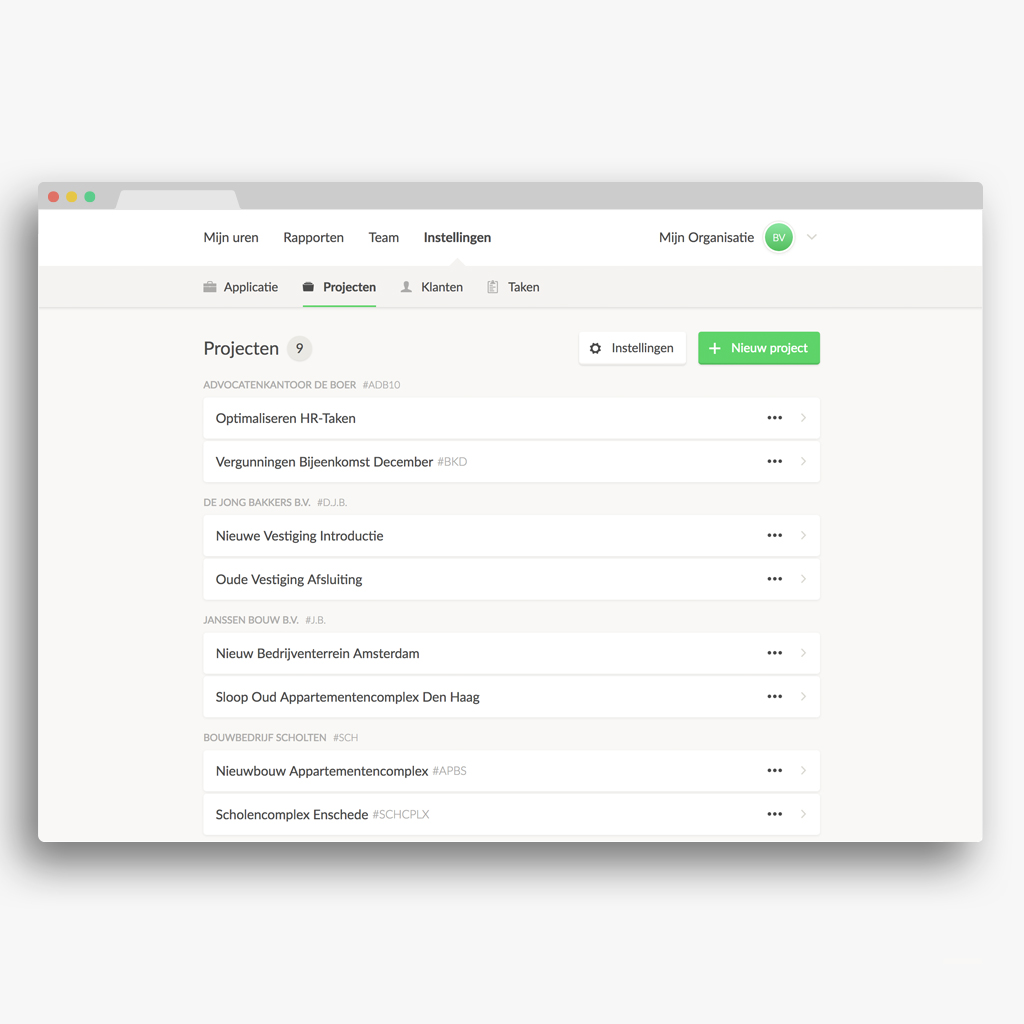 Mijn uren Rapporten Team Instellingen Mijn Organisatie BV
Applicatie Projecten Klanten Taken
Projecten 9 Instellingen + Nieuw project
ADVOCATENKANTOOR DE BOER #ADB10
Optimaliseren HR-Taken
Vergunningen Bijeenkomst December #BKD
DE JONG BAKKERS B.V. #D.J.B.
Nieuwe Vestiging Introductie
Oude Vestiging Afsluiting
JANSSEN BOUW B.V. #J.B.
Nieuw Bedrijventerrein Amsterdam
Sloop Oud Appartementencomplex Den Haag
BOUWBEDRIJF SCHOLTEN #SCH
Nieuwbouw Appartementencomplex #APBS
Scholencomplex Enschede #SCHCPLX